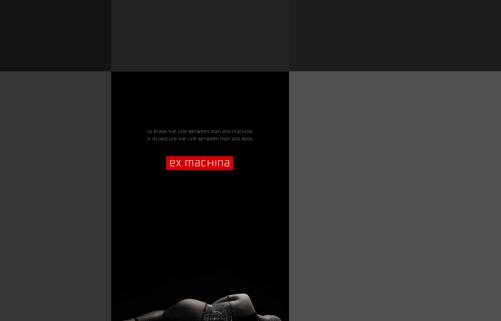 to erase the line between man and machine
is to obscure the line between men and gods
ex machina